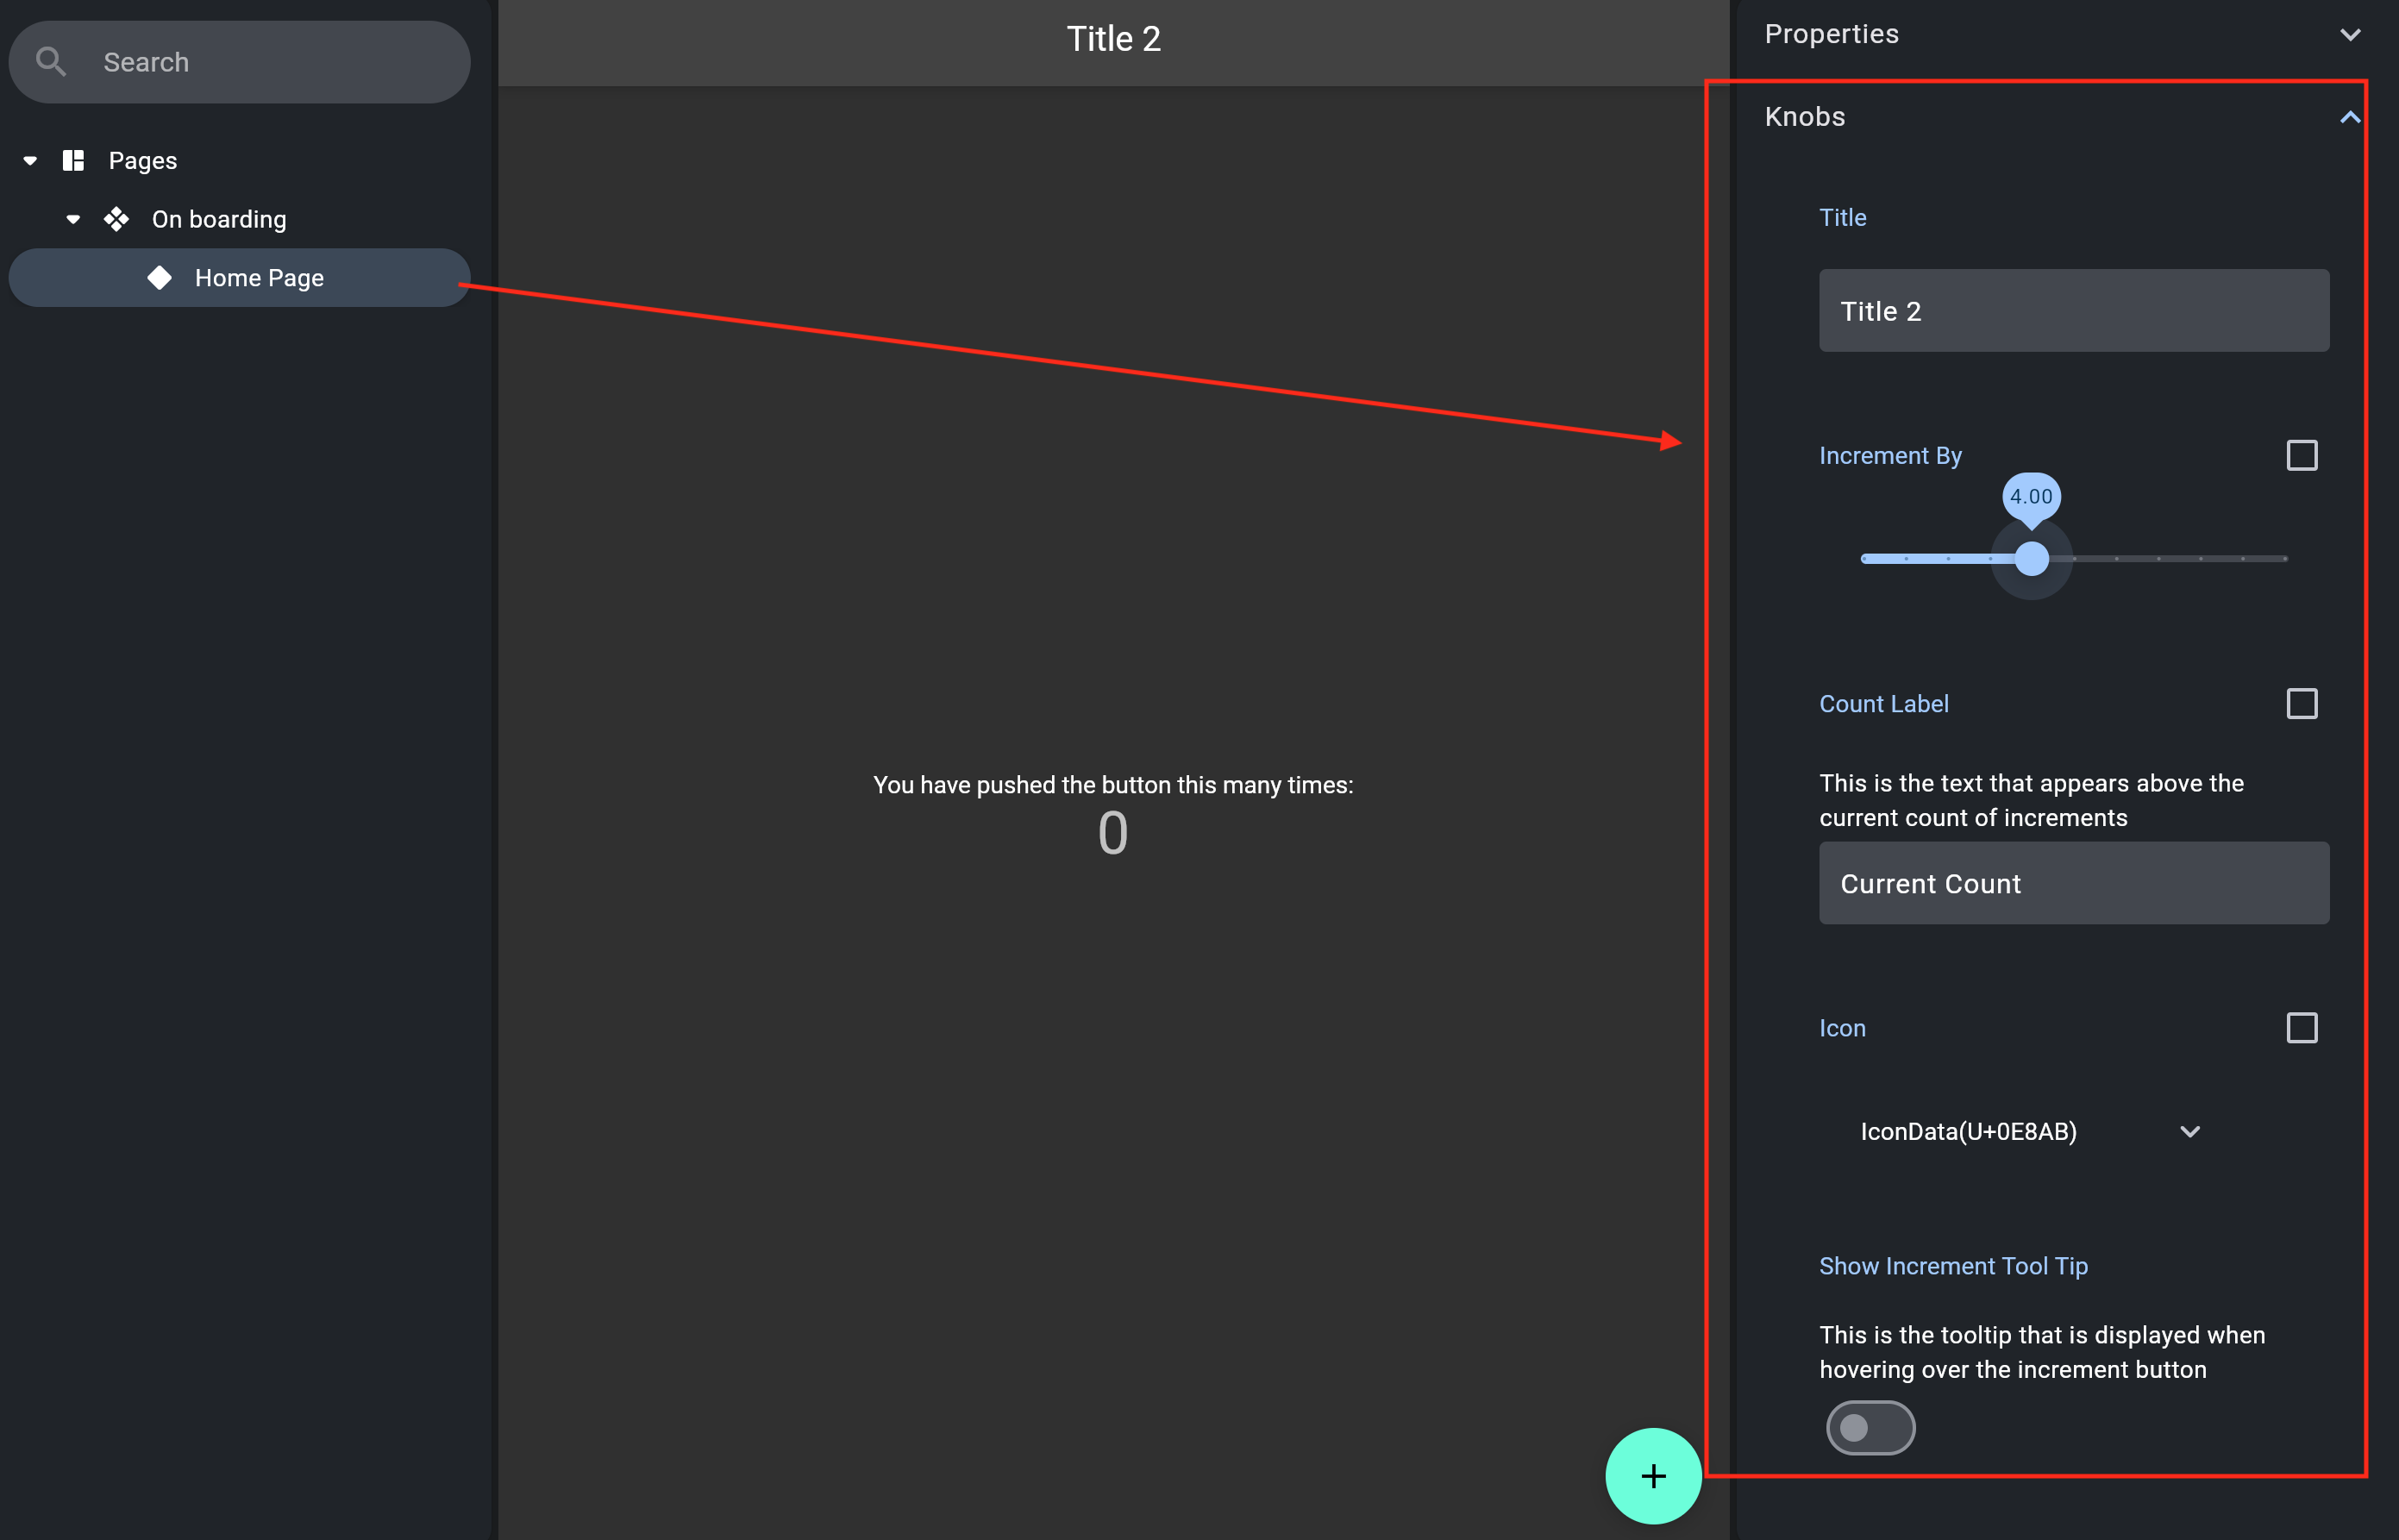 Search
Pages
On boarding
Home Page
Title 2
You have pushed the button this many times:
0
+
Properties
Knobs
Title
Title 2
Increment By
4.00
Count Label
This is the text that appears above the
current count of increments
Current Count
Icon
IconData(U+0E8AB)
Show Increment Tool Tip
This is the tooltip that is displayed when
hovering over the increment button